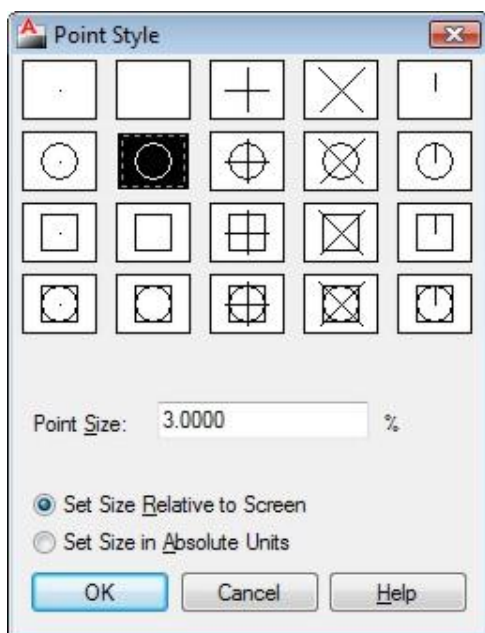 Point Style
Point Size: 3.0000 %
Set Size Relative to Screen
Set Size in Absolute Units
OK Cancel Help